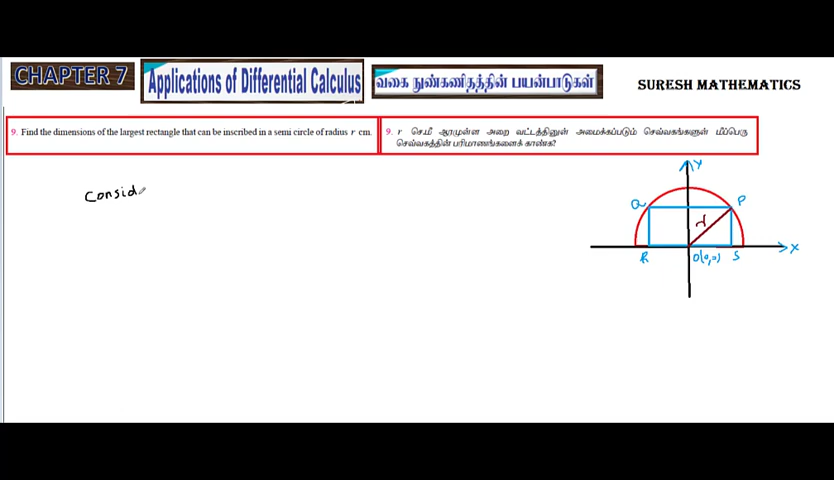 CHAPTER 7
Applications of Differential Calculus
வகை நுண்கணிதத்தின் பயன்பாடுகள்
SURESH MATHEMATICS
9. Find the dimensions of the largest rectangle that can be inscribed in a semi circle of radius r cm.
9. r செ.மீ ஆரமுள்ள அரை வட்டத்தினுள் அமைக்கப்படும் செவ்வகங்களுள் மீப்பெரு
செவ்வகத்தின் பரிமாணங்களைக் காண்க?
Consid
Y
Q
P
r
X
R
O(0,0)
S